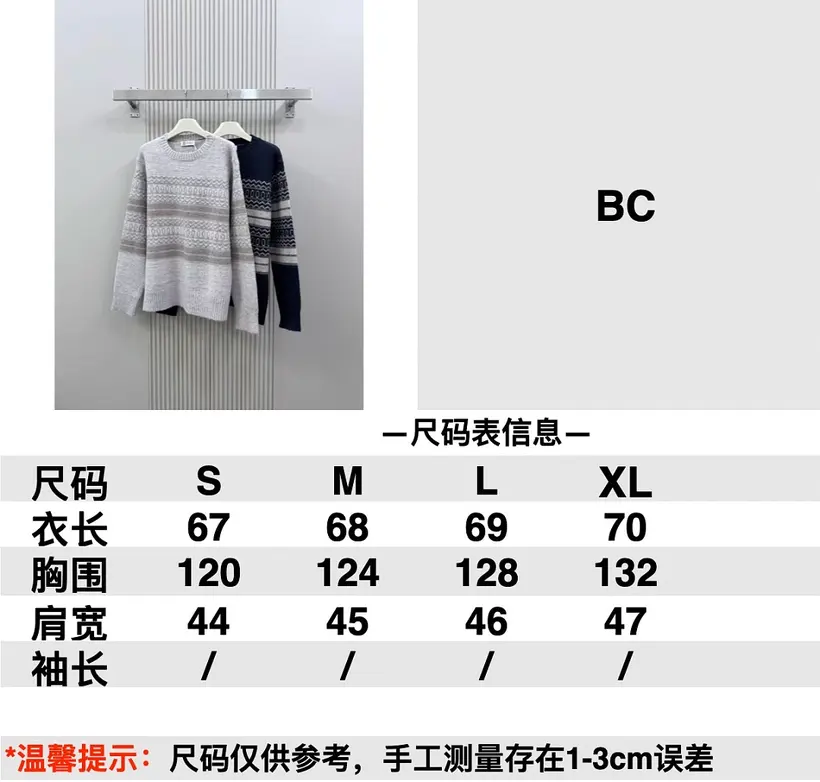 BC
—尺码表信息—
尺码 S M L XL
衣长 67 68 69 70
胸围 120 124 128 132
肩宽 44 45 46 47
袖长 / / / /
*温馨提示：尺码仅供参考，手工测量存在1-3cm误差